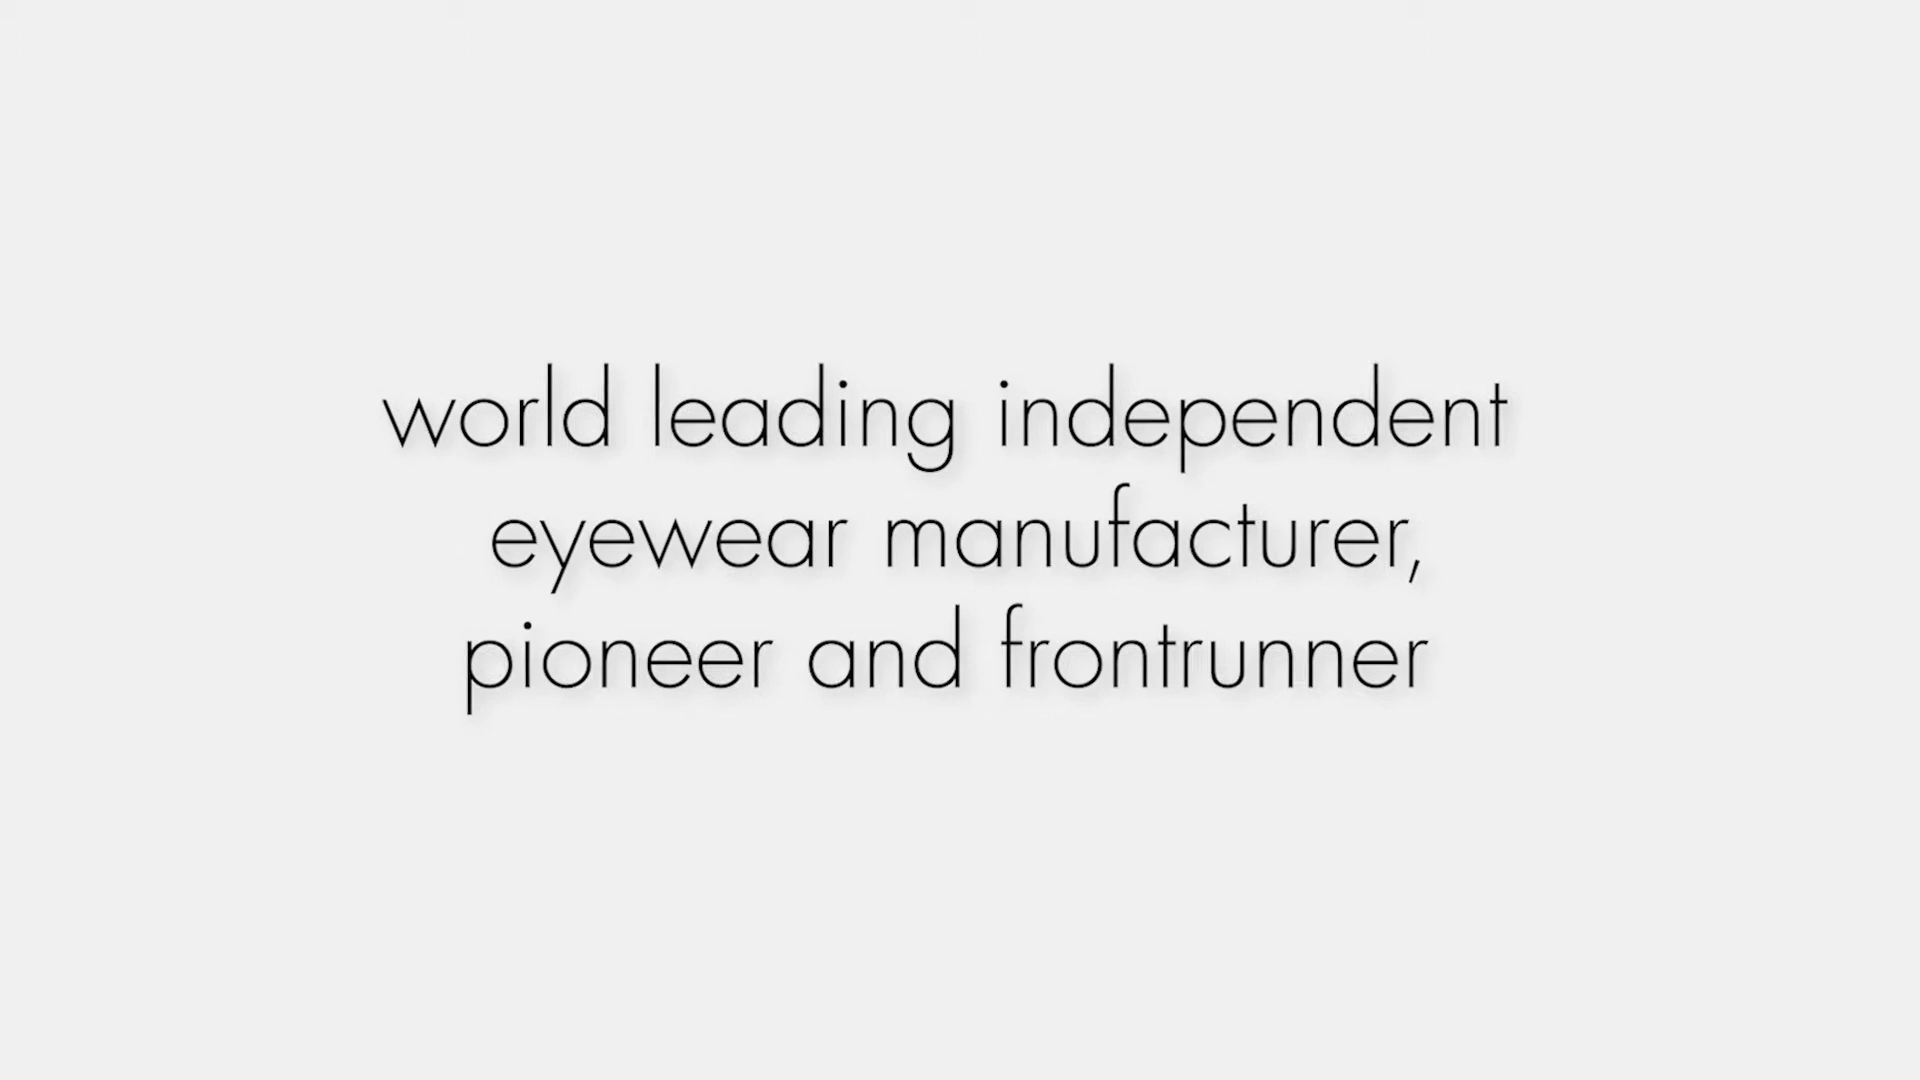 world leading independent
eyewear manufacturer,
pioneer and frontrunner